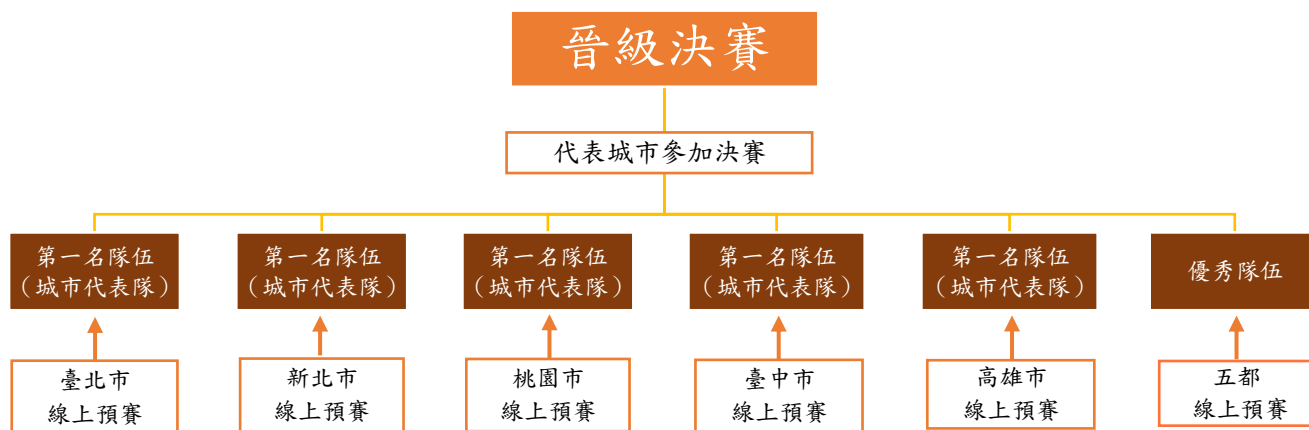 晉級決賽
代表城市參加決賽
第一名隊伍
（城市代表隊）
第一名隊伍
（城市代表隊）
第一名隊伍
（城市代表隊）
第一名隊伍
（城市代表隊）
第一名隊伍
（城市代表隊）
優秀隊伍
臺北市
線上預賽
新北市
線上預賽
桃園市
線上預賽
臺中市
線上預賽
高雄市
線上預賽
五都
線上預賽